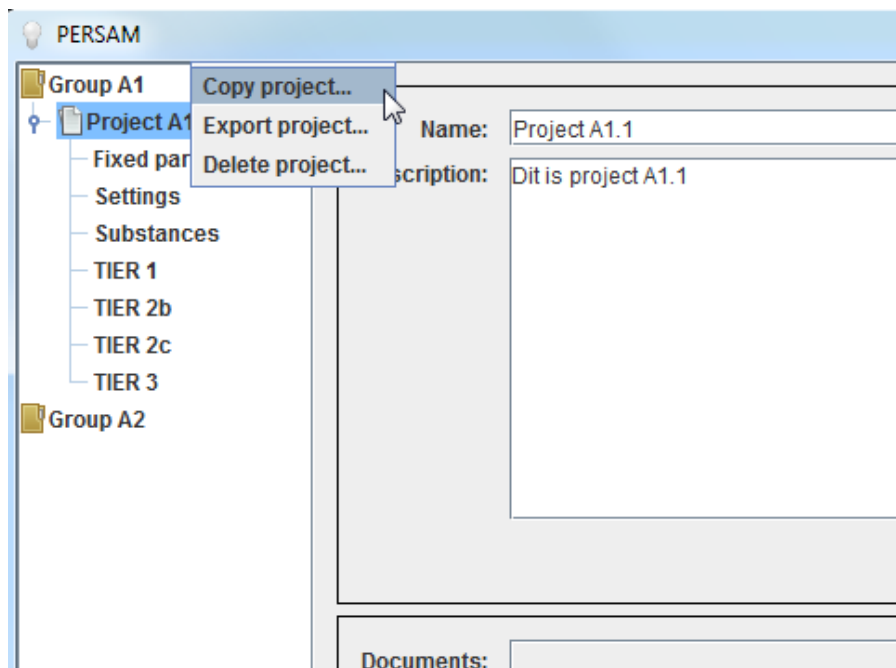 PERSAM
Group A1
Copy project...
Project A1
Export project...
Name:
Project A1.1
Fixed par
Delete project...
scription:
Dit is project A1.1
Settings
Substances
TIER 1
TIER 2b
TIER 2c
TIER 3
Group A2
Documents: